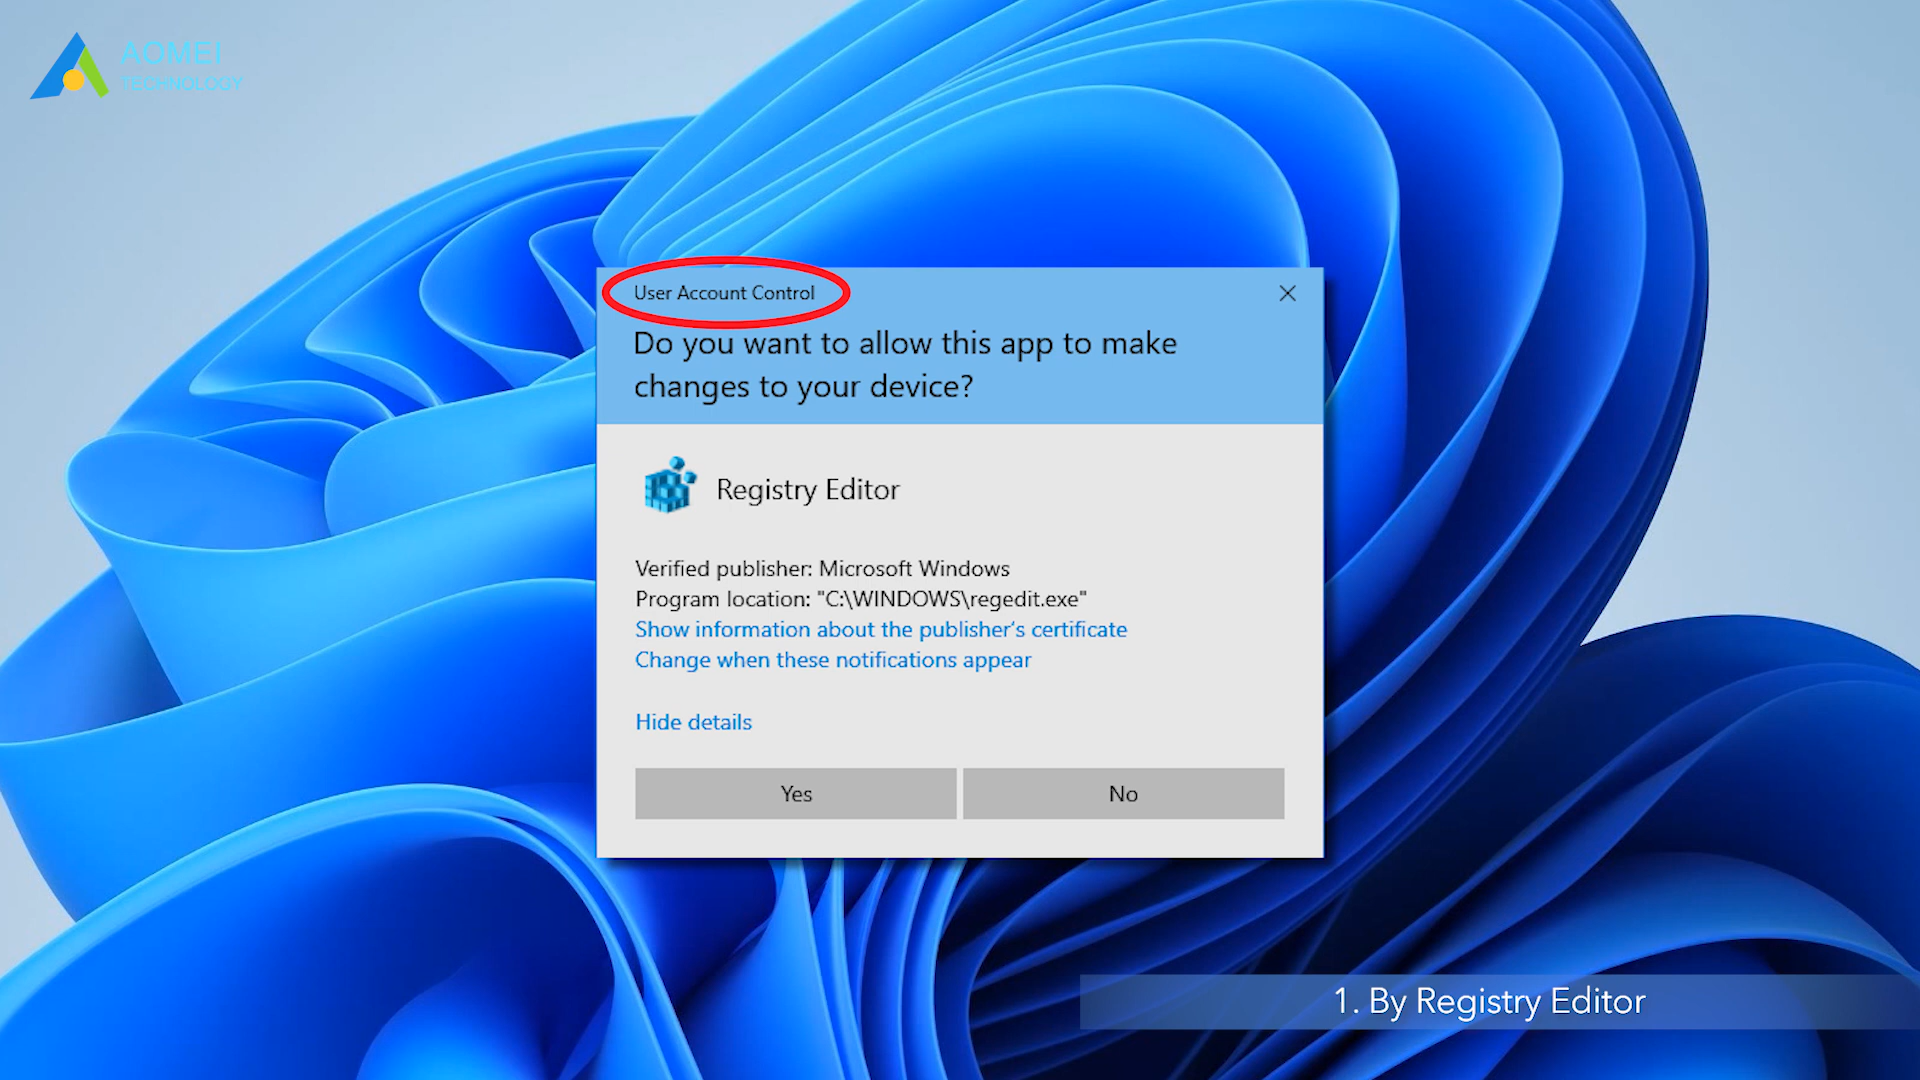 AOMEI
TECHNOLOGY
User Account Control
Do you want to allow this app to make
changes to your device?
Registry Editor
Verified publisher: Microsoft Windows
Program location: "C:\WINDOWS\regedit.exe"
Show information about the publisher's certificate
Change when these notifications appear
Hide details
Yes
No
1. By Registry Editor